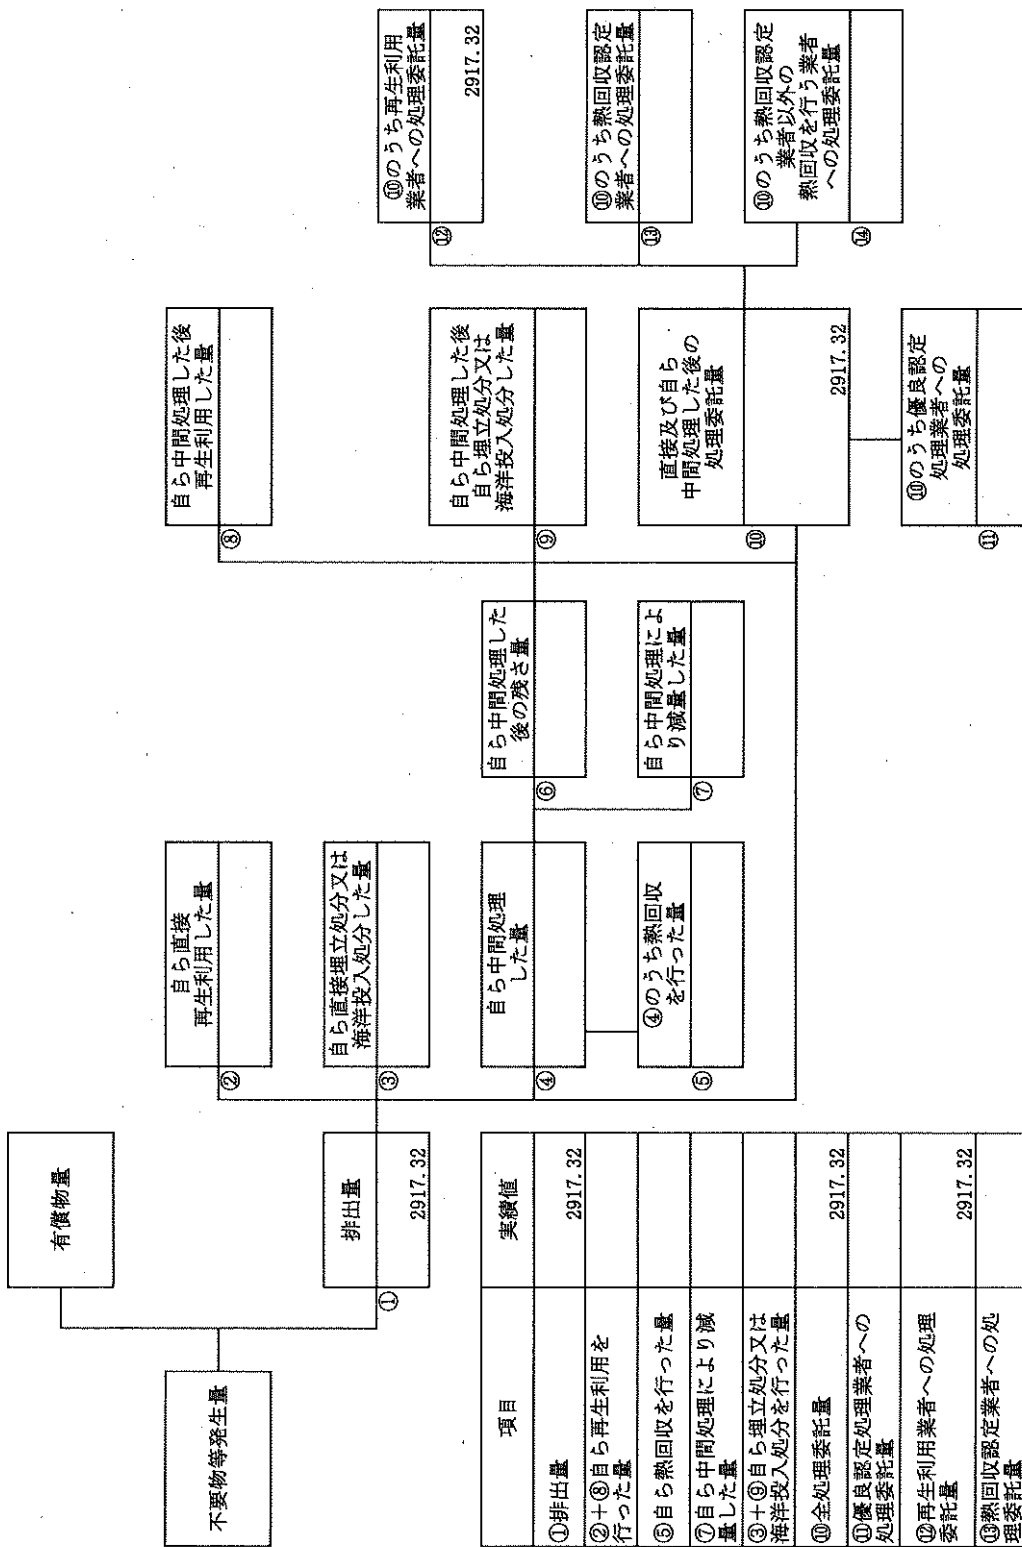 不要物等発生量
有償物量
排出量
①
2917.32
自ら直接
再生利用した量
②
自ら直接埋立処分又は
海洋投入処分した量
③
自ら中間処理
した量
④
④のうち熱回収
を行った量
⑤
自ら中間処理した
後の残さ量
⑥
自ら中間処理によ
り減量した量
⑦
自ら中間処理した後
再生利用した量
⑧
自ら中間処理した後
自ら埋立処分又は
海洋投入処分した量
⑨
直接及び自ら
中間処理した後の
処理委託量
⑩
2917.32
⑩のうち優良認定
処理業者への
処理委託量
⑪
⑩のうち再生利用
業者への処理委託量
⑫
2917.32
⑩のうち熱回収認定
業者への処理委託量
⑬
⑩のうち熱回収認定
業者以外の
熱回収を行う業者
への処理委託量
⑭
項目
実績値
①排出量
2917.32
②+⑧自ら再生利用を
行った量
⑤自ら熱回収を行った量
⑦自ら中間処理により減
量した量
③+⑨自ら埋立処分又は
海洋投入処分を行った量
⑩全処理委託量
2917.32
⑪優良認定処理業者への
処理委託量
⑫再生利用業者への処理
委託量
2917.32
⑬熱回収認定業者への処
理委託量